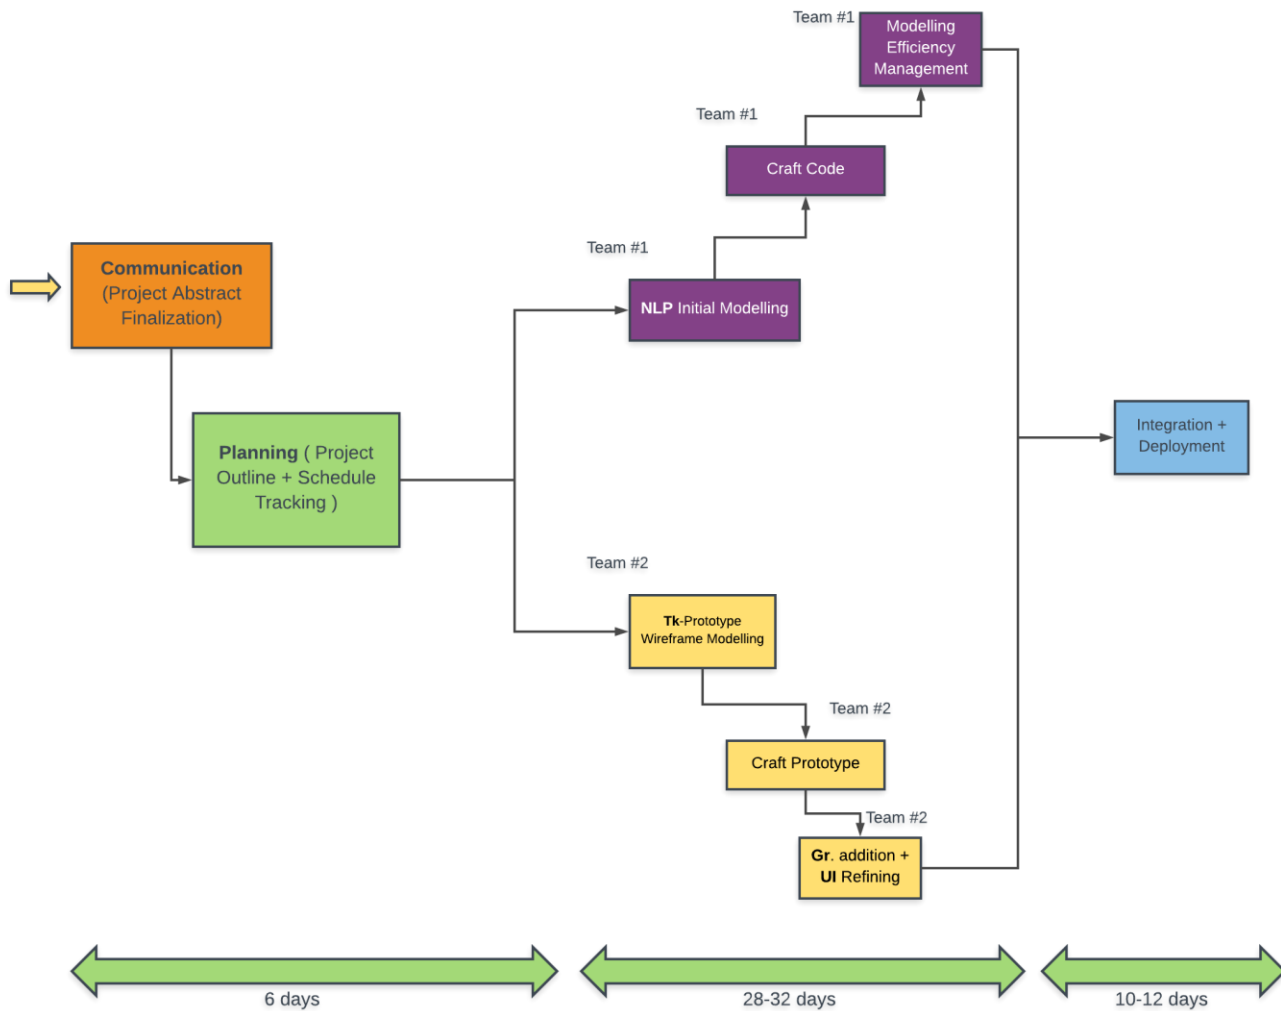 Team #1
Modelling
Efficiency
Management
Team #1
Craft Code
Team #1
NLP Initial Modelling
Communication
(Project Abstract
Finalization)
Planning ( Project
Outline + Schedule
Tracking )
Integration +
Deployment
Team #2
Tk-Prototype
Wireframe Modelling
Team #2
Craft Prototype
Team #2
Gr. addition +
UI Refining
6 days
28-32 days
10-12 days